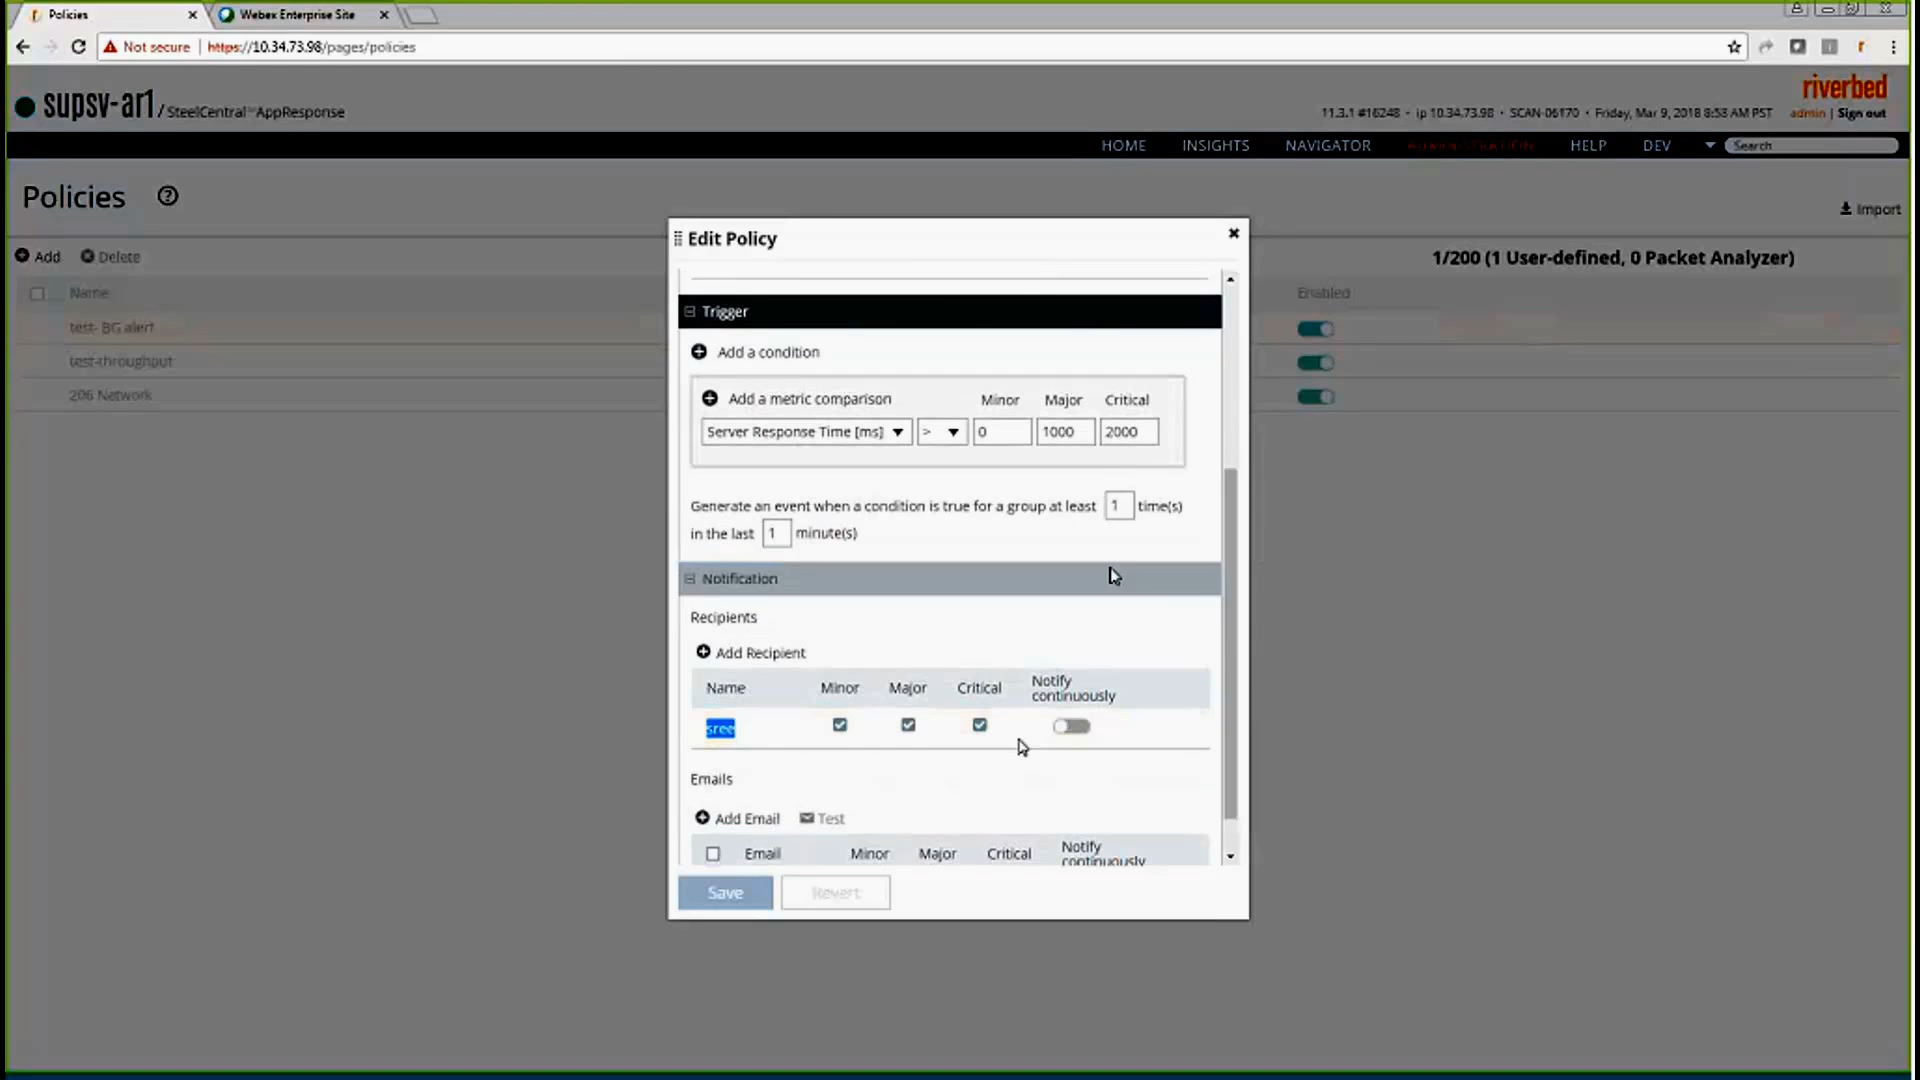 Policies
Webex Enterprise Site
Not secure https://10.34.73.98/pages/policies
supsv-ar1 / SteelCentral™AppResponse
riverbed
11.3.1 #16248 • ip 10.34.73.98 • SCAN-06170 • Friday, Mar 9, 2018 8:53 AM PST admin | Sign out
HOME INSIGHTS NAVIGATOR ADMINISTRATION HELP DEV Search
Policies
Import
Add Delete
1/200 (1 User-defined, 0 Packet Analyzer)
Name Enabled
test- BG alert
test-throughput
206 Network
Edit Policy
Trigger
Add a condition
Add a metric comparison Minor Major Critical
Server Response Time [ms] > 0 1000 2000
Generate an event when a condition is true for a group at least 1 time(s)
in the last 1 minute(s)
Notification
Recipients
Add Recipient
Name Minor Major Critical Notify continuously
sree
Emails
Add Email Test
Email Minor Major Critical Notify continuously
Save Revert